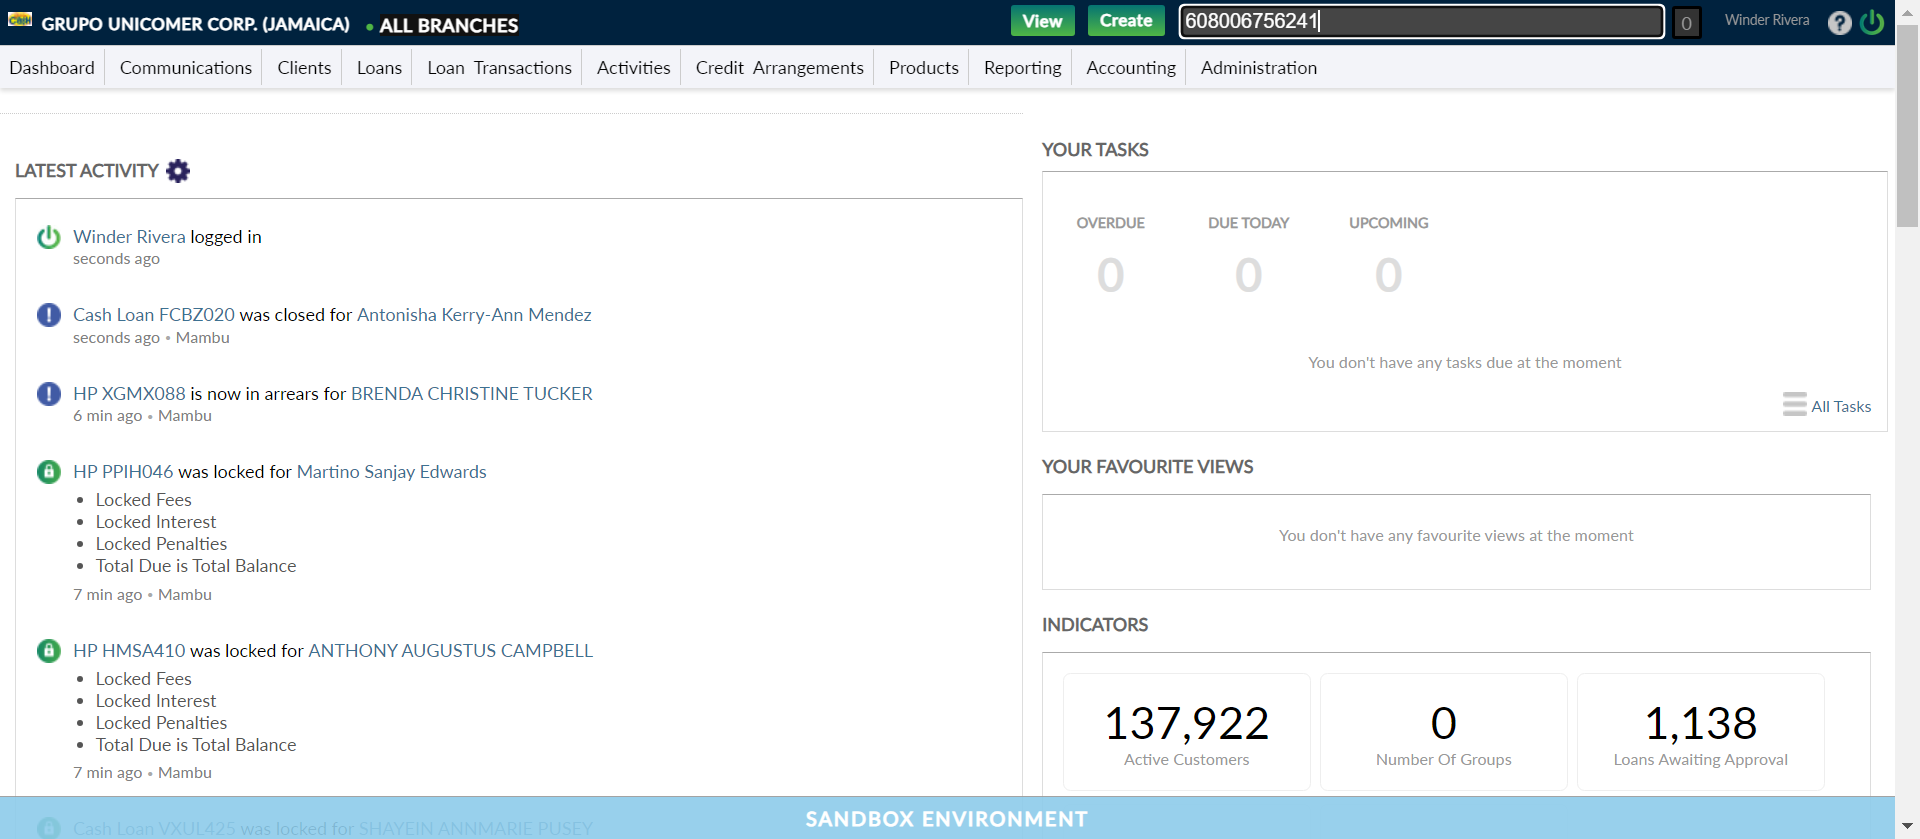 CasH
GRUPO UNICOMER CORP. (JAMAICA) • ALL BRANCHES
View Create 608006756241 0 Winder Rivera ?
Dashboard Communications Clients Loans Loan Transactions Activities Credit Arrangements Products Reporting Accounting Administration
LATEST ACTIVITY
Winder Rivera logged in
seconds ago
Cash Loan FCBZ020 was closed for Antonisha Kerry-Ann Mendez
seconds ago • Mambu
HP XGMX088 is now in arrears for BRENDA CHRISTINE TUCKER
6 min ago • Mambu
HP PPIH046 was locked for Martino Sanjay Edwards
• Locked Fees
• Locked Interest
• Locked Penalties
• Total Due is Total Balance
7 min ago • Mambu
HP HMSA410 was locked for ANTHONY AUGUSTUS CAMPBELL
• Locked Fees
• Locked Interest
• Locked Penalties
• Total Due is Total Balance
7 min ago • Mambu
Cash Loan VXUL425 was locked for SHAYEIN ANNMARIE PUSEY
YOUR TASKS
OVERDUE DUE TODAY UPCOMING
0 0 0
You don't have any tasks due at the moment
All Tasks
YOUR FAVOURITE VIEWS
You don't have any favourite views at the moment
INDICATORS
137,922 0 1,138
Active Customers Number Of Groups Loans Awaiting Approval
SANDBOX ENVIRONMENT